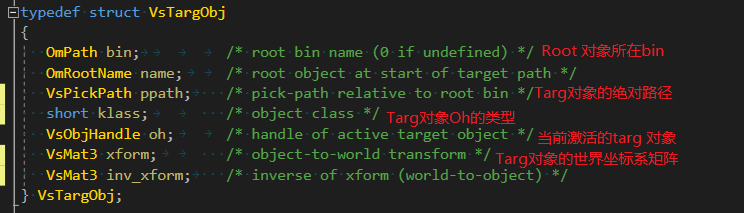 typedef struct VsTargObj
{
OmPath bin; /* root bin name (0 if undefined) */ Root 对象所在bin
OmRootName name; /* root object at start of target path */
VsPickPath ppath; /* pick-path relative to root bin */Targ对象的绝对路径
short klass; /* object class */ Targ对象Oh的类型
VsObjHandle oh; /* handle of active target object */当前激活的targ 对象
VsMat3 xform; /* object-to-world transform */Targ对象的世界坐标系矩阵
VsMat3 inv_xform; /* inverse of xform (world-to-object) */
} VsTargObj;